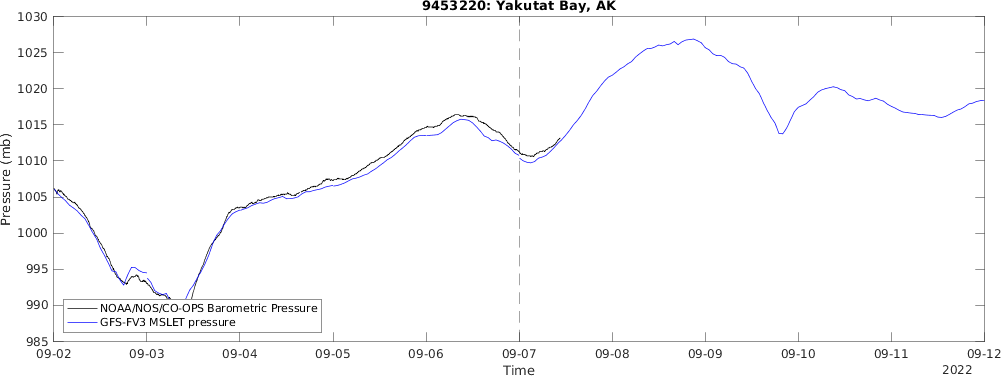 9453220: Yakutat Bay, AK
1030
1025
1020
1015
1010
1005
1000
995
990
985
Pressure (mb)
NOAA/NOS/CO-OPS Barometric Pressure
GFS-FV3 MSLET pressure
09-02 09-03 09-04 09-05 09-06 09-07 09-08 09-09 09-10 09-11 09-12
Time
2022